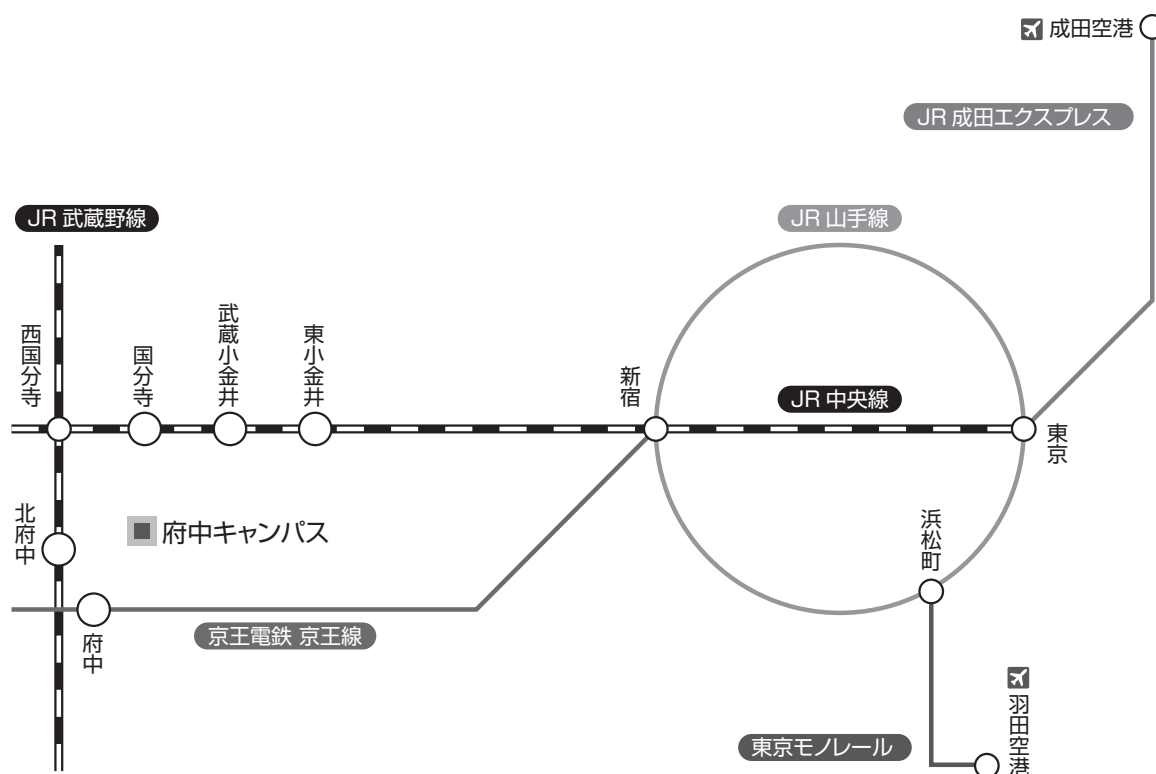 成田空港
JR 成田エクスプレス
JR 武蔵野線
JR 山手線
西国分寺
国分寺
武蔵小金井
東小金井
新宿
JR 中央線
東京
北府中
府中キャンパス
浜松町
府中
京王電鉄 京王線
羽田空港
東京モノレール